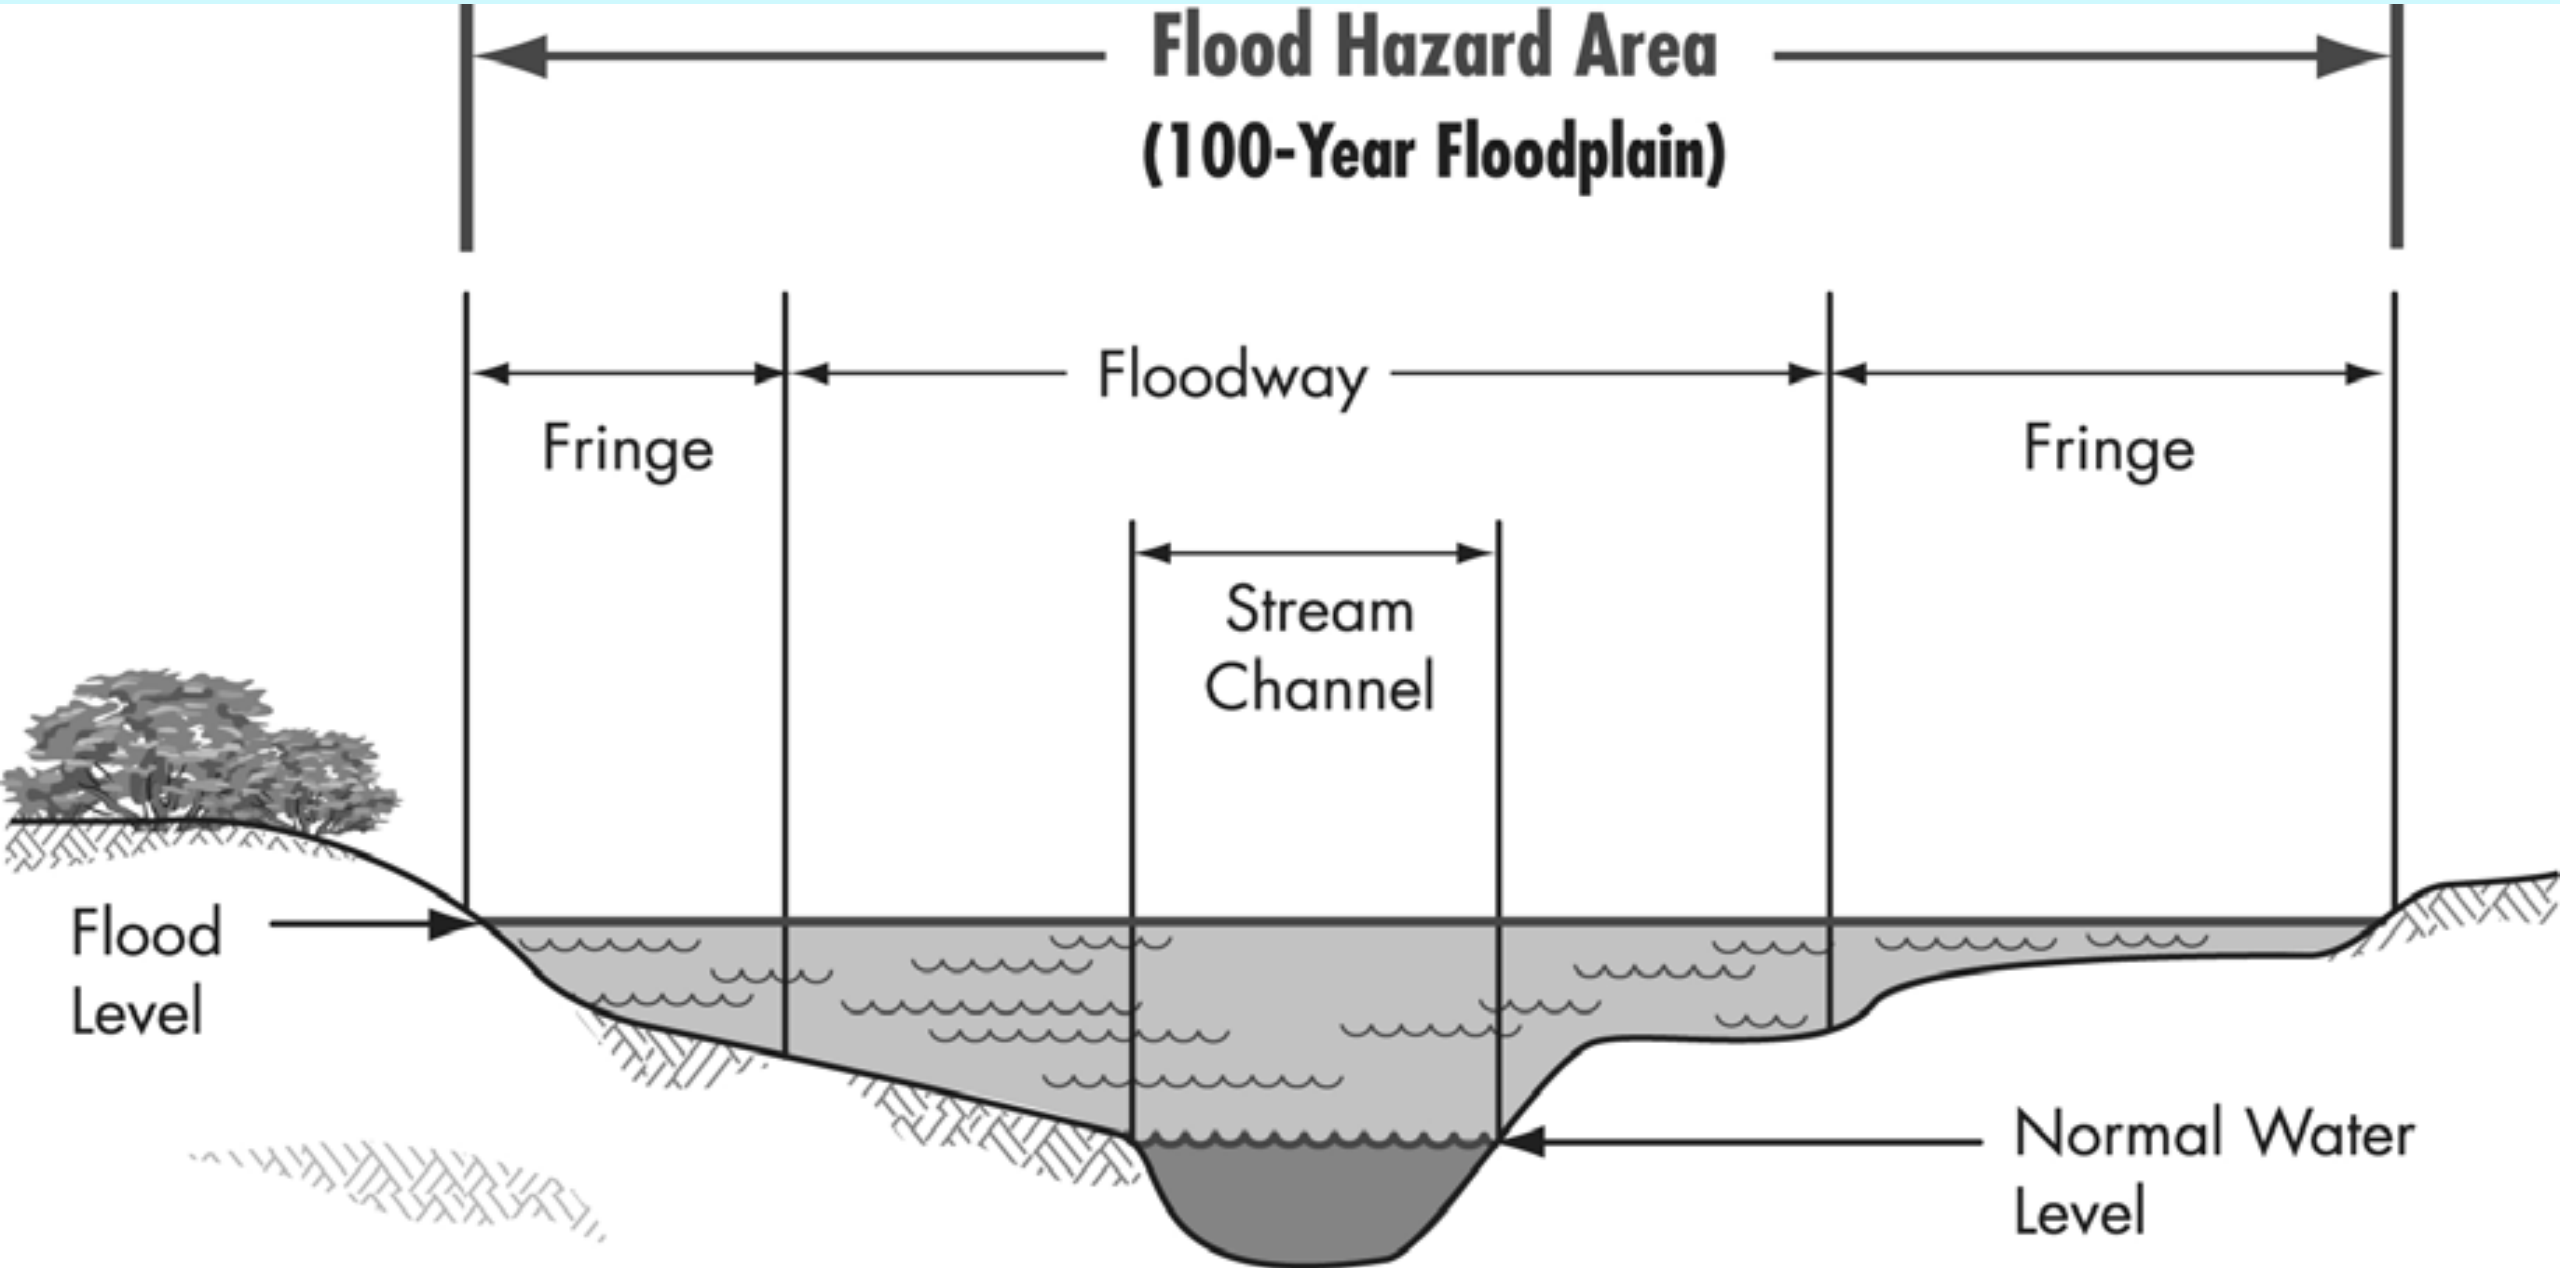 Flood Hazard Area
(100-Year Floodplain)
Floodway
Fringe
Fringe
Stream
Channel
Flood
Level
Normal Water
Level